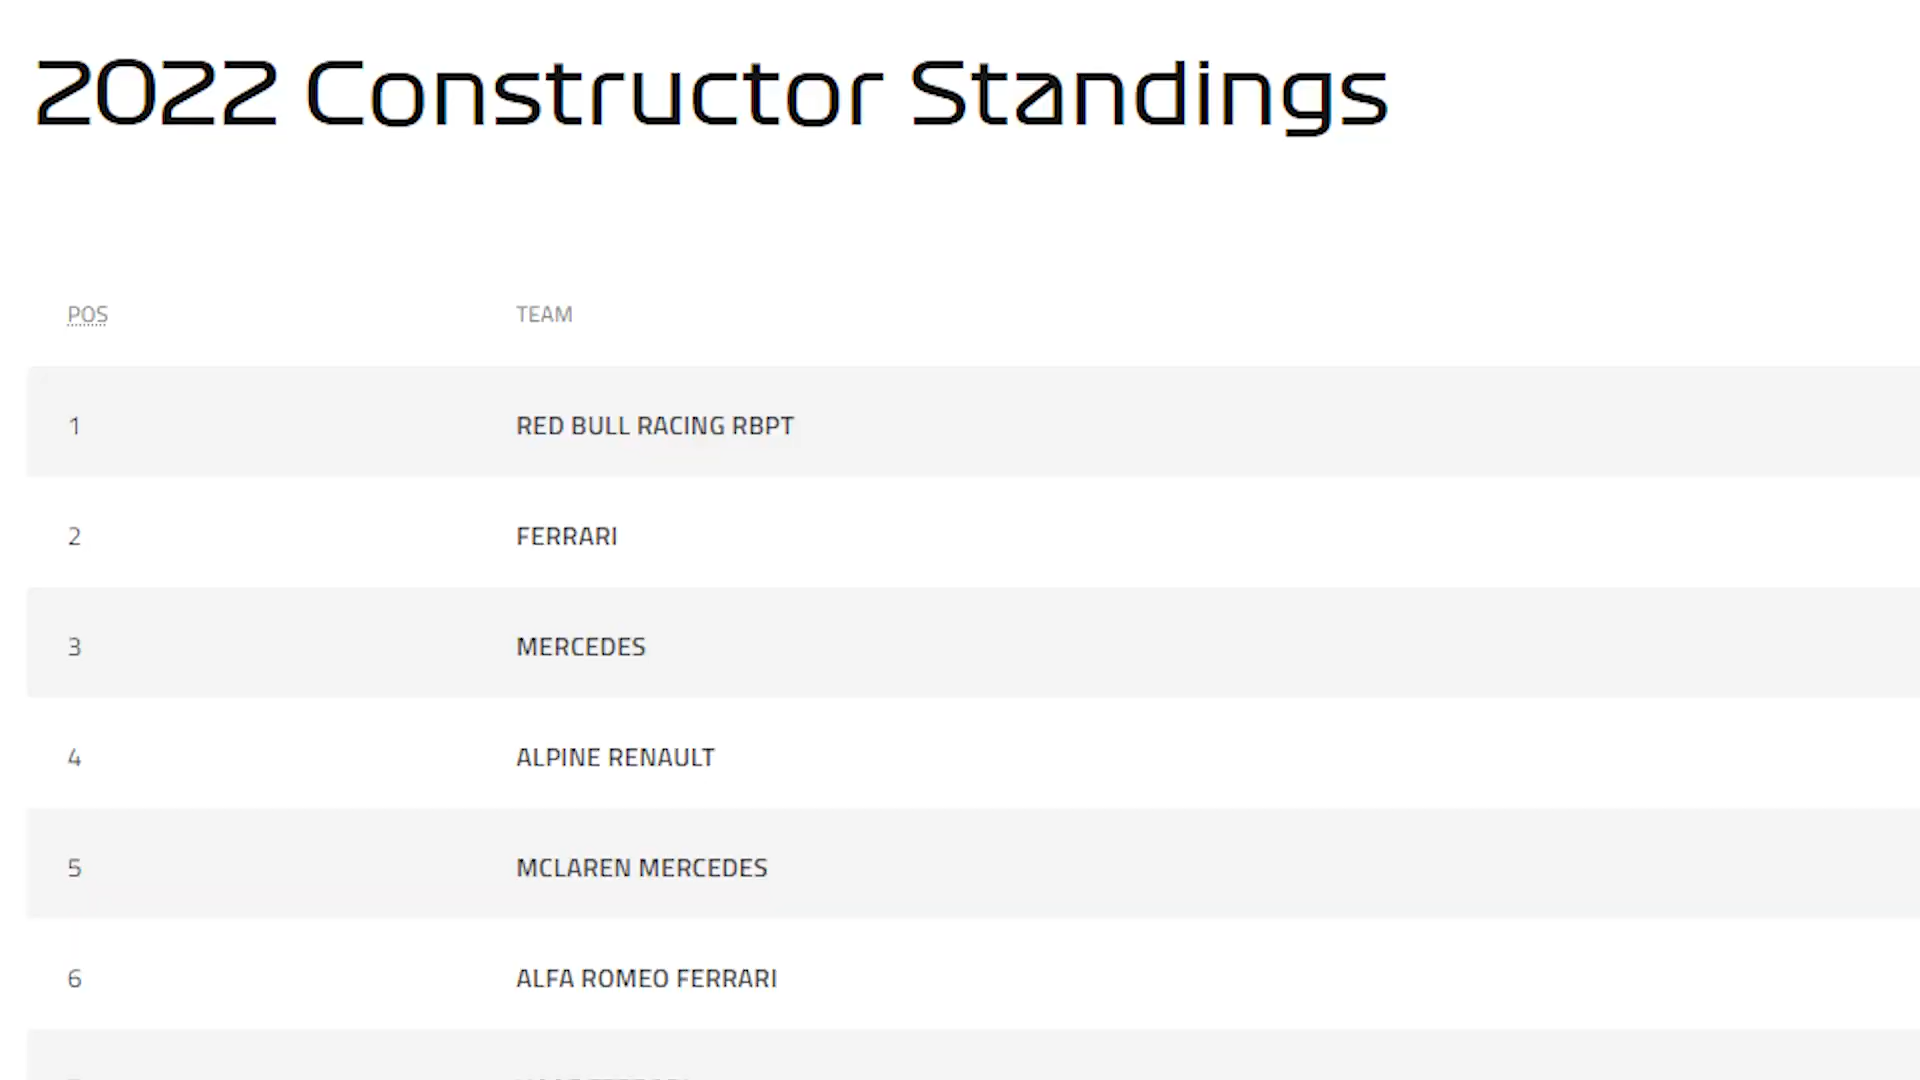 2022 Constructor Standings
POS TEAM
1 RED BULL RACING RBPT
2 FERRARI
3 MERCEDES
4 ALPINE RENAULT
5 MCLAREN MERCEDES
6 ALFA ROMEO FERRARI